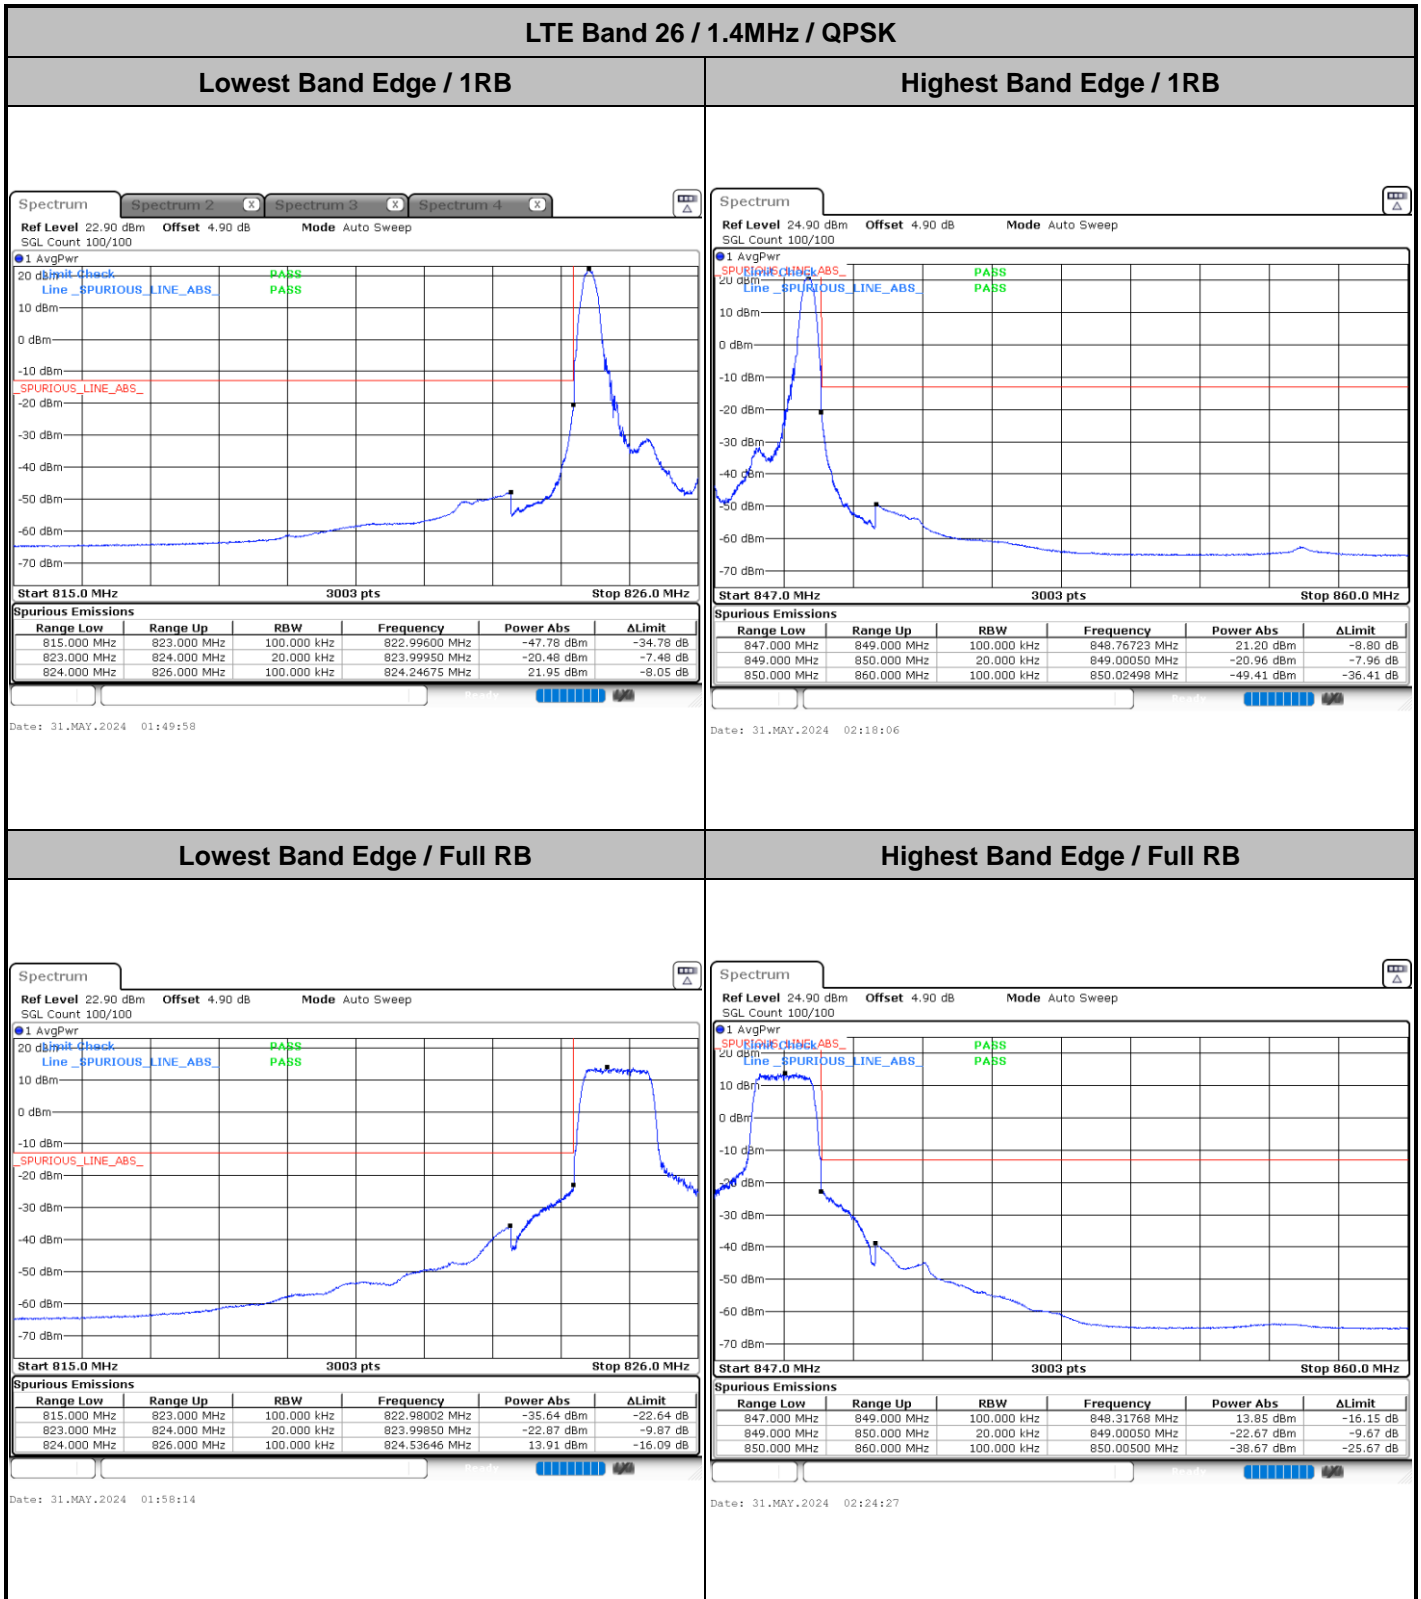 LTE Band 26 / 1.4MHz / QPSK
Lowest Band Edge / 1RB
Highest Band Edge / 1RB
Spectrum Spectrum 2 X Spectrum 3 X Spectrum 4 X
Ref Level 22.90 dBm Offset 4.90 dB Mode Auto Sweep
SGL Count 100/100
1 AvgPwr
20 dBm Limit Check PASS
Line _SPURIOUS_LINE_ABS_ PASS
10 dBm
0 dBm
-10 dBm
_SPURIOUS_LINE_ABS_
-20 dBm
-30 dBm
-40 dBm
-50 dBm
-60 dBm
-70 dBm
Start 815.0 MHz 3003 pts Stop 826.0 MHz
Spurious Emissions
Range Low Range Up RBW Frequency Power Abs ΔLimit
815.000 MHz 823.000 MHz 100.000 kHz 822.99600 MHz -47.78 dBm -34.78 dB
823.000 MHz 824.000 MHz 20.000 kHz 823.99950 MHz -20.48 dBm -7.48 dB
824.000 MHz 826.000 MHz 100.000 kHz 824.24675 MHz 21.95 dBm -8.05 dB
Ready
Date: 31.MAY.2024 01:49:58
Spectrum
Ref Level 24.90 dBm Offset 4.90 dB Mode Auto Sweep
SGL Count 100/100
1 AvgPwr
_SPURIOUS_LINE_ABS_
20 dBm Limit Check PASS
Line _SPURIOUS_LINE_ABS_ PASS
10 dBm
0 dBm
-10 dBm
-20 dBm
-30 dBm
-40 dBm
-50 dBm
-60 dBm
-70 dBm
Start 847.0 MHz 3003 pts Stop 860.0 MHz
Spurious Emissions
Range Low Range Up RBW Frequency Power Abs ΔLimit
847.000 MHz 849.000 MHz 100.000 kHz 848.76723 MHz 21.20 dBm -8.80 dB
849.000 MHz 850.000 MHz 20.000 kHz 849.00050 MHz -20.96 dBm -7.96 dB
850.000 MHz 860.000 MHz 100.000 kHz 850.02498 MHz -49.41 dBm -36.41 dB
Ready
Date: 31.MAY.2024 02:18:06
Lowest Band Edge / Full RB
Highest Band Edge / Full RB
Spectrum
Ref Level 22.90 dBm Offset 4.90 dB Mode Auto Sweep
SGL Count 100/100
1 AvgPwr
20 dBm Limit Check PASS
Line _SPURIOUS_LINE_ABS_ PASS
10 dBm
0 dBm
-10 dBm
_SPURIOUS_LINE_ABS_
-20 dBm
-30 dBm
-40 dBm
-50 dBm
-60 dBm
-70 dBm
Start 815.0 MHz 3003 pts Stop 826.0 MHz
Spurious Emissions
Range Low Range Up RBW Frequency Power Abs ΔLimit
815.000 MHz 823.000 MHz 100.000 kHz 822.98002 MHz -35.64 dBm -22.64 dB
823.000 MHz 824.000 MHz 20.000 kHz 823.99850 MHz -22.87 dBm -9.87 dB
824.000 MHz 826.000 MHz 100.000 kHz 824.53646 MHz 13.91 dBm -16.09 dB
Ready
Date: 31.MAY.2024 01:58:14
Spectrum
Ref Level 24.90 dBm Offset 4.90 dB Mode Auto Sweep
SGL Count 100/100
1 AvgPwr
_SPURIOUS_LINE_ABS_
20 dBm Limit Check PASS
Line _SPURIOUS_LINE_ABS_ PASS
10 dBm
0 dBm
-10 dBm
-20 dBm
-30 dBm
-40 dBm
-50 dBm
-60 dBm
-70 dBm
Start 847.0 MHz 3003 pts Stop 860.0 MHz
Spurious Emissions
Range Low Range Up RBW Frequency Power Abs ΔLimit
847.000 MHz 849.000 MHz 100.000 kHz 848.31768 MHz 13.85 dBm -16.15 dB
849.000 MHz 850.000 MHz 20.000 kHz 849.00050 MHz -22.67 dBm -9.67 dB
850.000 MHz 860.000 MHz 100.000 kHz 850.00500 MHz -38.67 dBm -25.67 dB
Ready
Date: 31.MAY.2024 02:24:27